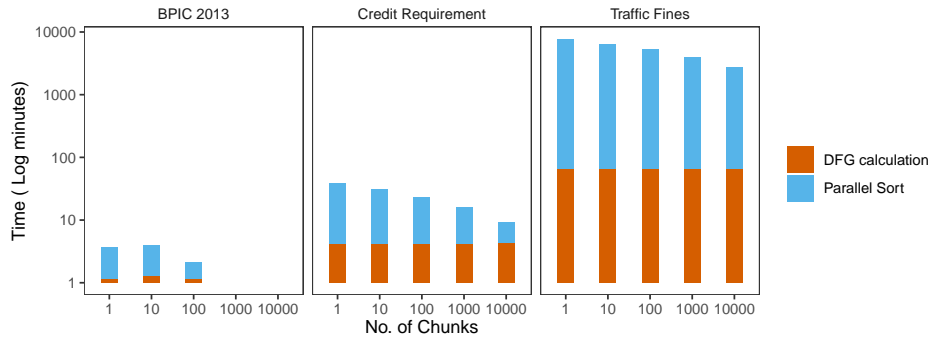 BPIC 2013
Credit Requirement
Traffic Fines
Time ( Log minutes)
10000
1000
100
10
1
1 10 100 1000 10000
1 10 100 1000 10000
1 10 100 1000 10000
No. of Chunks
DFG calculation
Parallel Sort